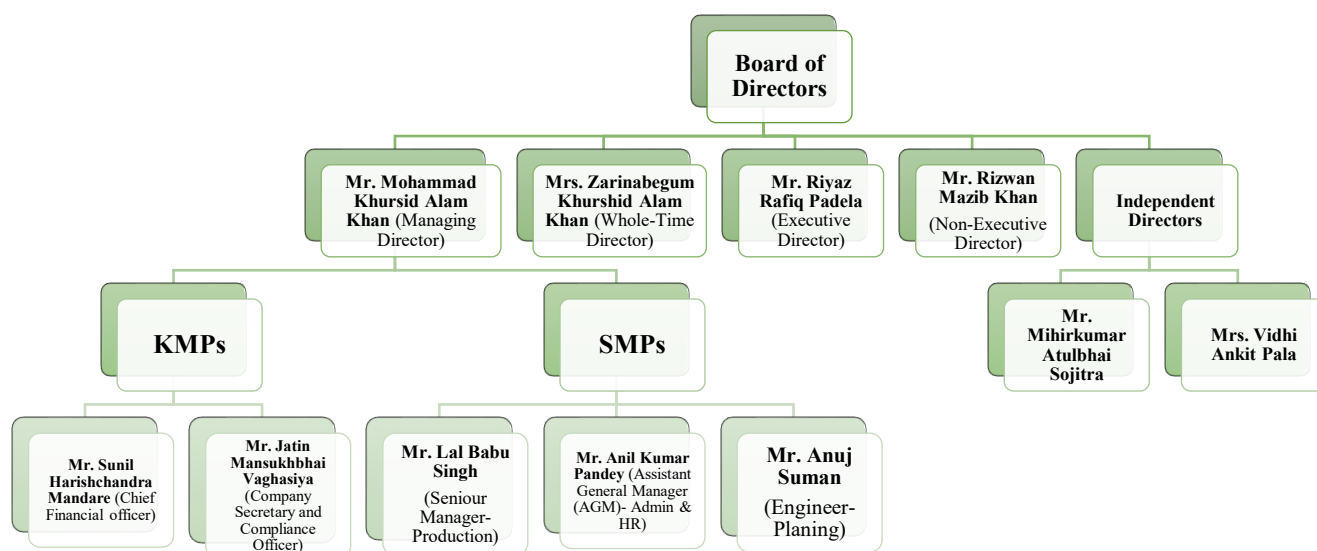 Board of
Directors
Mr. Mohammad
Khursid Alam
Khan (Managing
Director)
Mrs. Zarinabegum
Khurshid Alam
Khan (Whole-Time
Director)
Mr. Riyaz
Rafiq Padela
(Executive
Director)
Mr. Rizwan
Mazib Khan
(Non-Executive
Director)
Independent
Directors
KMPs
SMPs
Mr.
Mihirkumar
Atulbhai
Sojitra
Mrs. Vidhi
Ankit Pala
Mr. Sunil
Harishchandra
Mandare (Chief
Financial officer)
Mr. Jatin
Mansukhbhai
Vaghasiya
(Company
Secretary and
Compliance
Officer)
Mr. Lal Babu
Singh
(Seniour
Manager-
Production)
Mr. Anil Kumar
Pandey (Assistant
General Manager
(AGM)- Admin &
HR)
Mr. Anuj
Suman
(Engineer-
Planing)